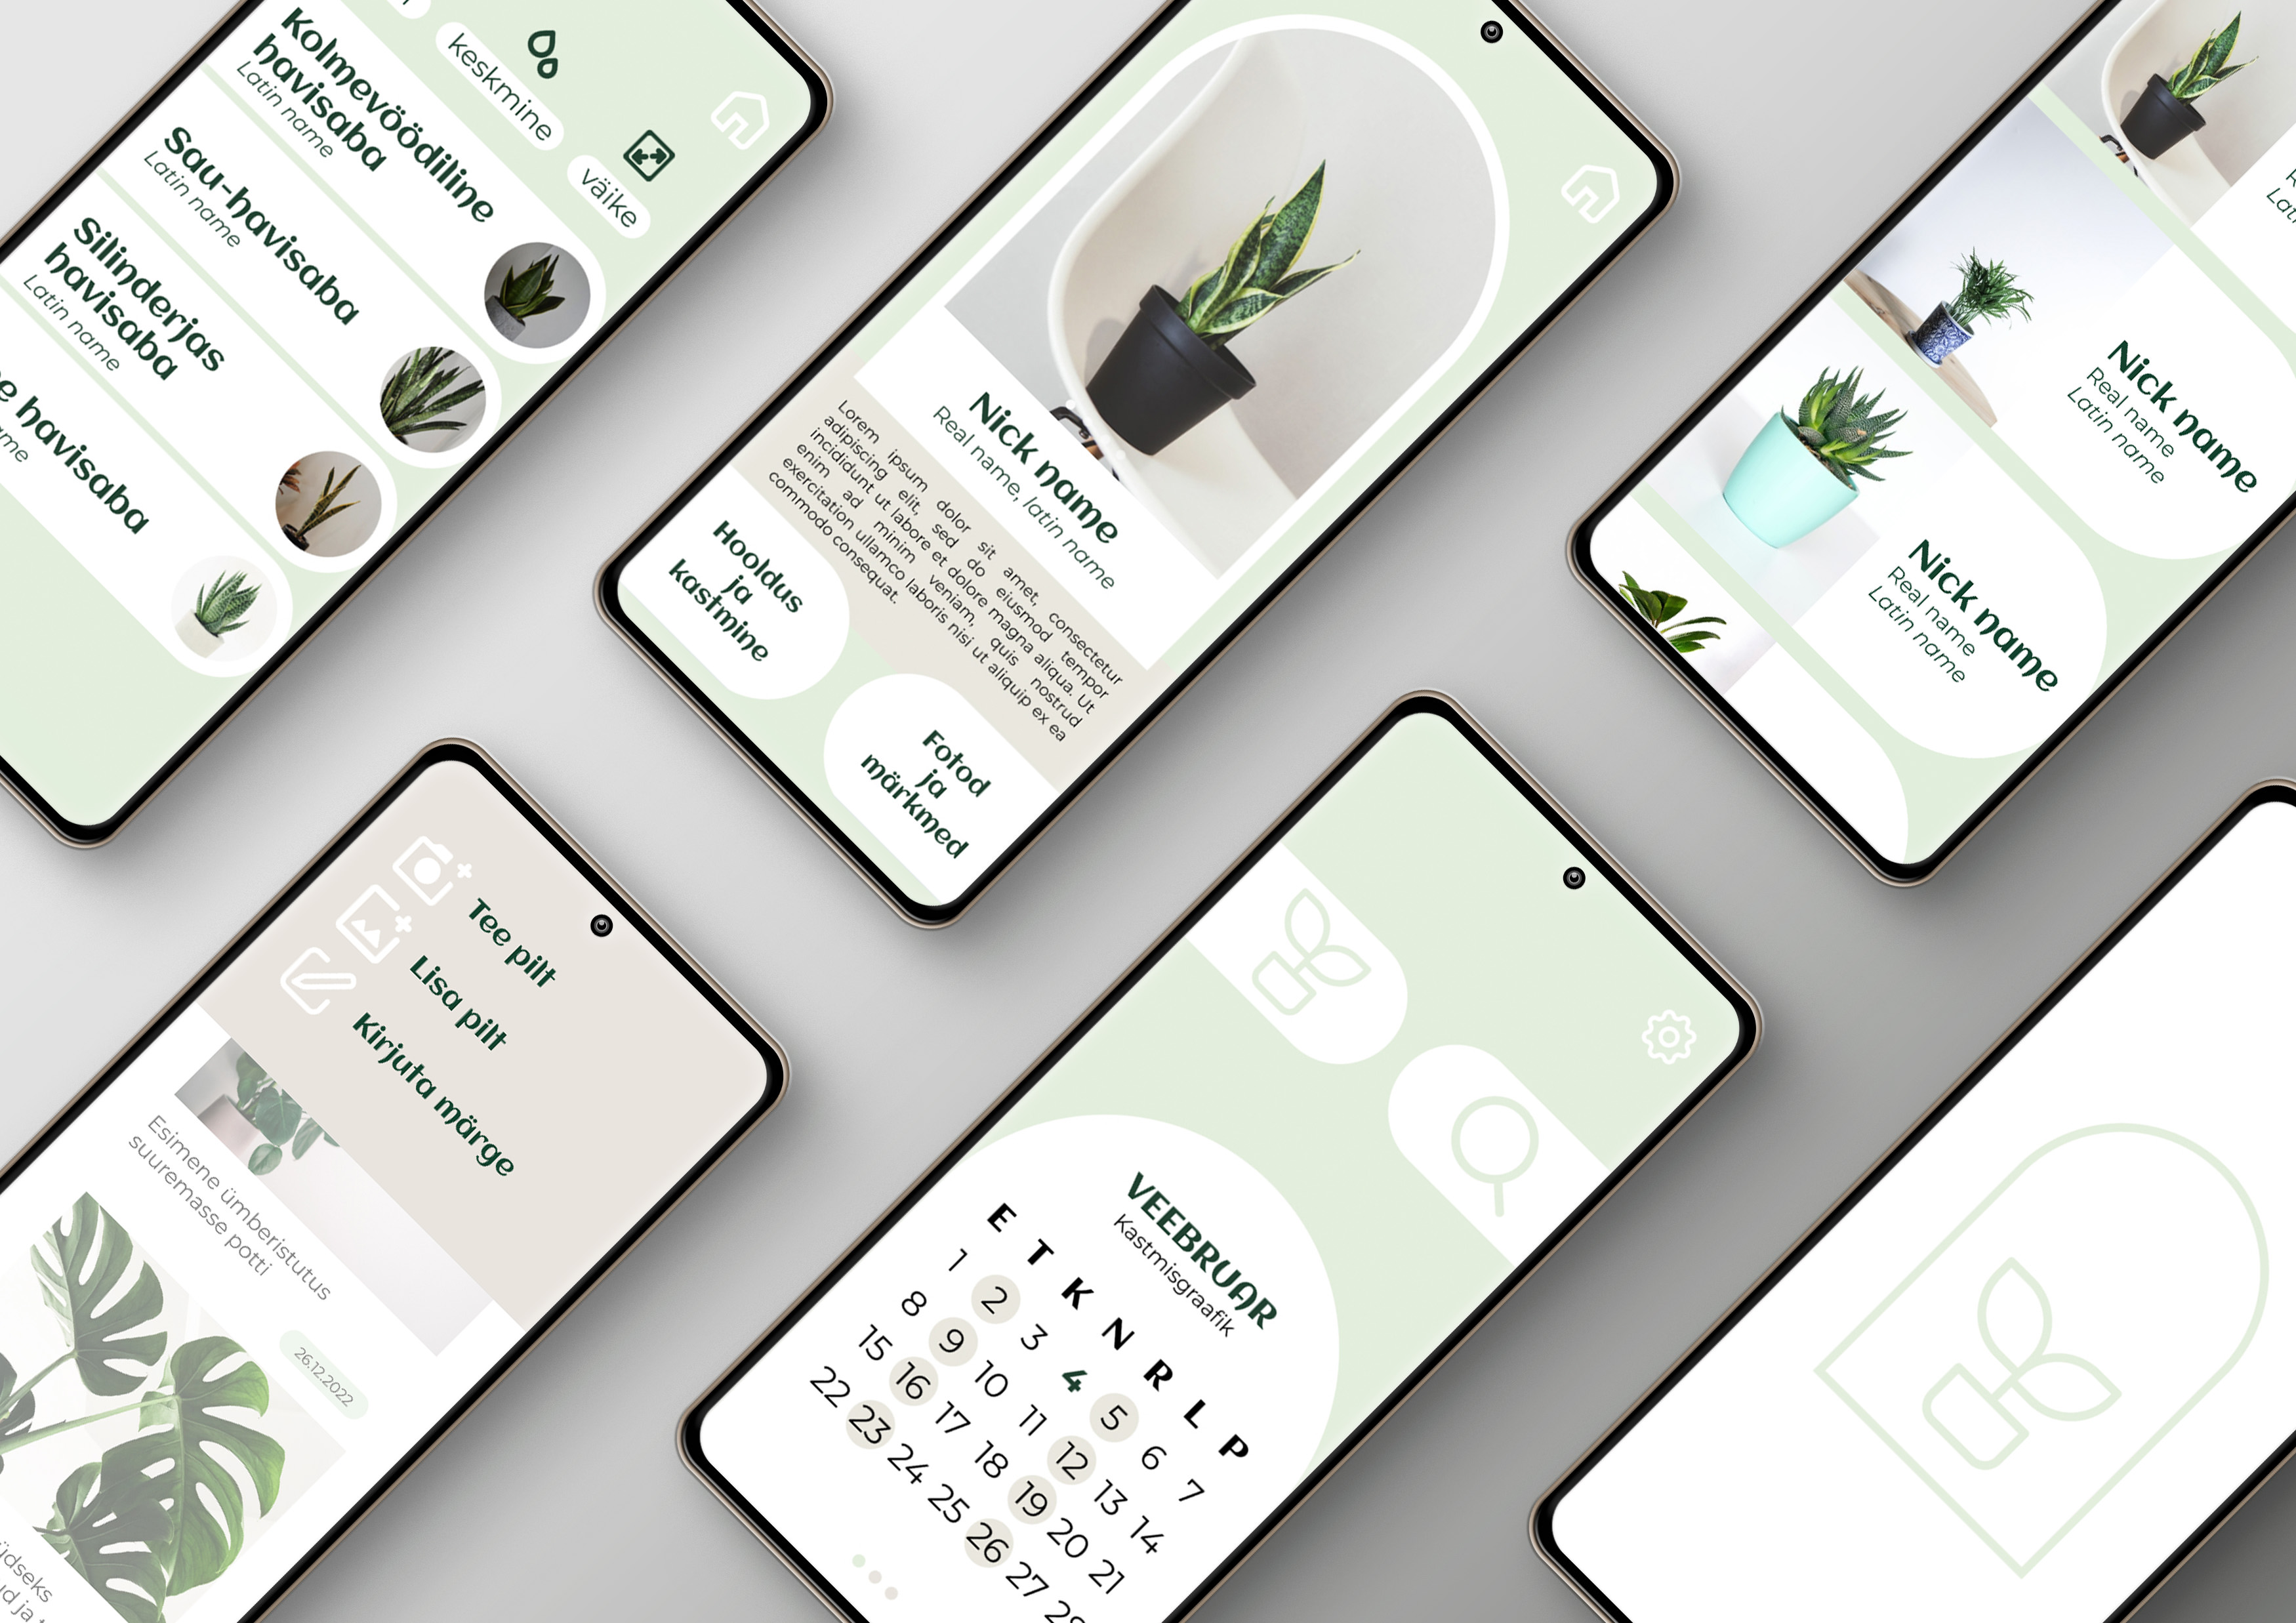 keskmine
väike
Kolmevöödiline
havisaba
Latin name
Sau-havisaba
Latin name
Silinderjas
havisaba
Latin name
havisaba
Nick name
Real name, latin name
Lorem ipsum dolor sit amet, consectetur
adipiscing elit, sed do eiusmod tempor
incididunt ut labore et dolore magna aliqua. Ut
enim ad minim veniam, quis nostrud
exercitation ullamco laboris nisi ut aliquip ex ea
commodo consequat.
Hooldus
ja
kastmine
Fotod
ja
märkmed
Nick name
Real name
Latin name
Nick name
Real name
Latin name
Tee pilt
Lisa pilt
Kirjuta märge
Esimene ümberistutus
suuremasse potti
26.12.2022
ja
VEEBRUAR
Kastmisgraafik
E T K N R L P
1 2 3 4 5 6 7
8 9 10 11 12 13 14
15 16 17 18 19 20 21
22 23 24 25 26 27 28